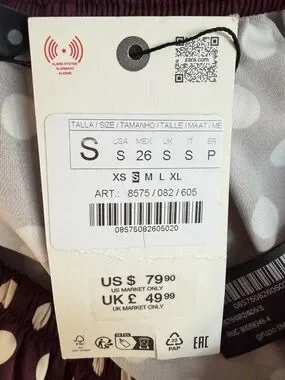 ALARM SYSTEM
ALARMADO
ALARME
zara.com
TALLA / SIZE / TAMANHO / TAILLE / MAAT / ME
USA MEX UK IT BR
S S 26 S S P
XS S M L XL
ART.: 8575 / 082 / 605
08575082605020
US $ 79 90
US MARKET ONLY
UK £ 49 99
UK MARKET ONLY
FSC
22
PAP
EAC